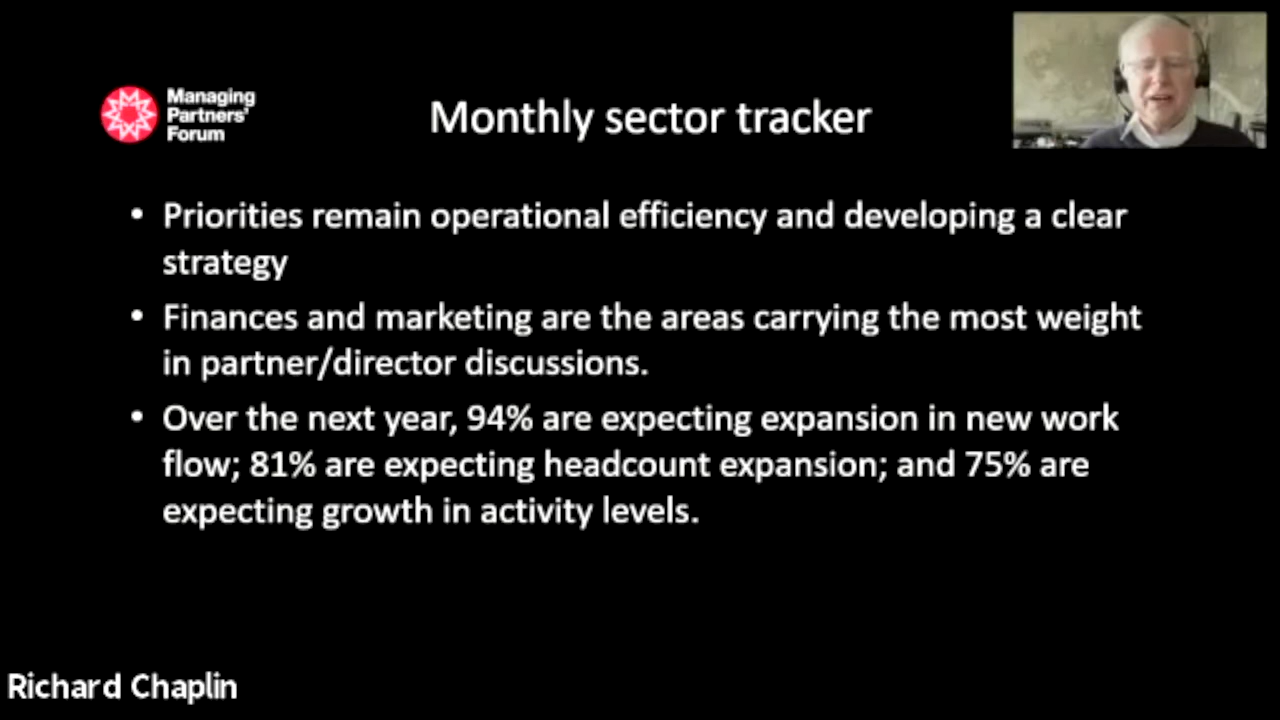 Managing
Partners'
Forum
Monthly sector tracker
• Priorities remain operational efficiency and developing a clear
strategy
• Finances and marketing are the areas carrying the most weight
in partner/director discussions.
• Over the next year, 94% are expecting expansion in new work
flow; 81% are expecting headcount expansion; and 75% are
expecting growth in activity levels.
Richard Chaplin